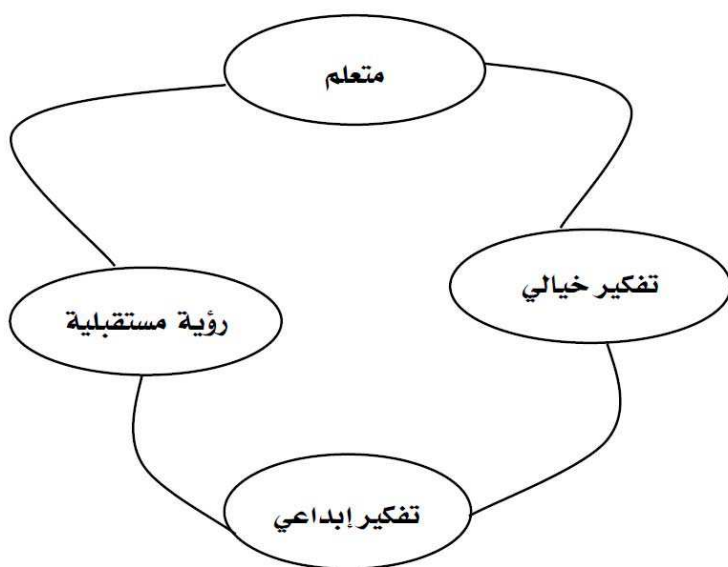 متعلم
تفكير خيالي
رؤية مستقبلية
تفكير إبداعي